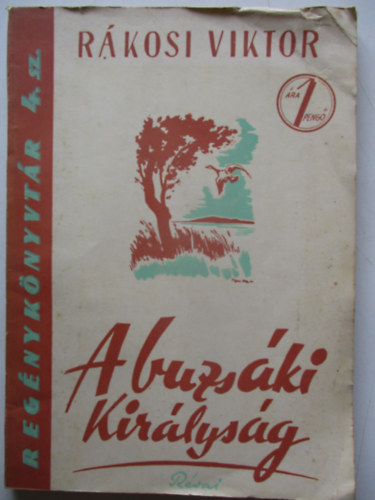 RÁKOSI VIKTOR
ÁRA
1
PENGŐ
REGÉNYKÖNYVTÁR 4. SZ.
A buzsáki
Királyság
Révai